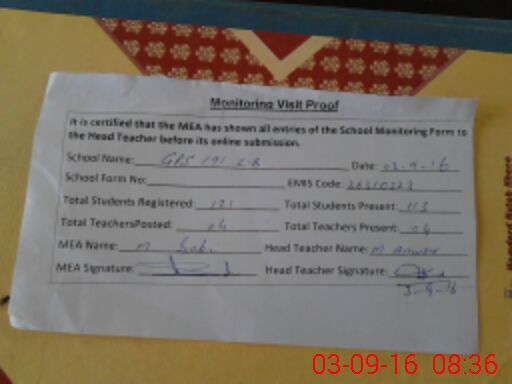 Monitoring Visit Proof
It is certified that the MEA has shown all entries of the School Monitoring Form to
the Head Teacher before its online submission.
School Name: GPS 191 E.B Date: 03-9-16
School Form No: EMIS Code:
Total Students Registered: 121 Total Students Present: 113
Total TeachersPosted: 04 Total Teachers Present: 04
MEA Name: M Head Teacher Name: M
MEA Signature: Head Teacher Signature:
3-9-16
03-09-16 08:36